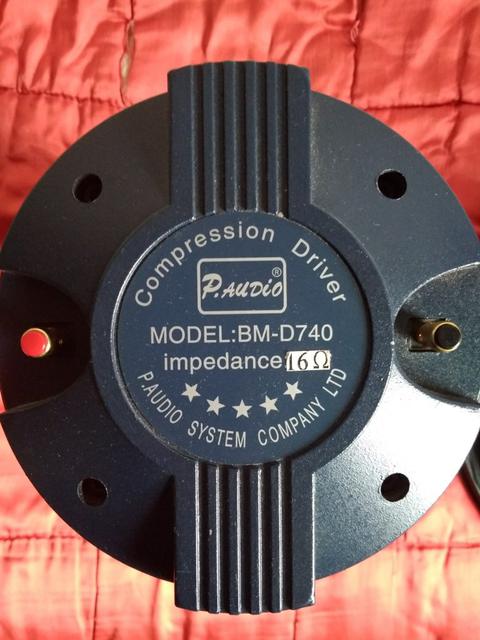 Compression Driver
P.AUDIO®
MODEL:BM-D740
impedance 16Ω
P.AUDIO SYSTEM COMPANY LTD